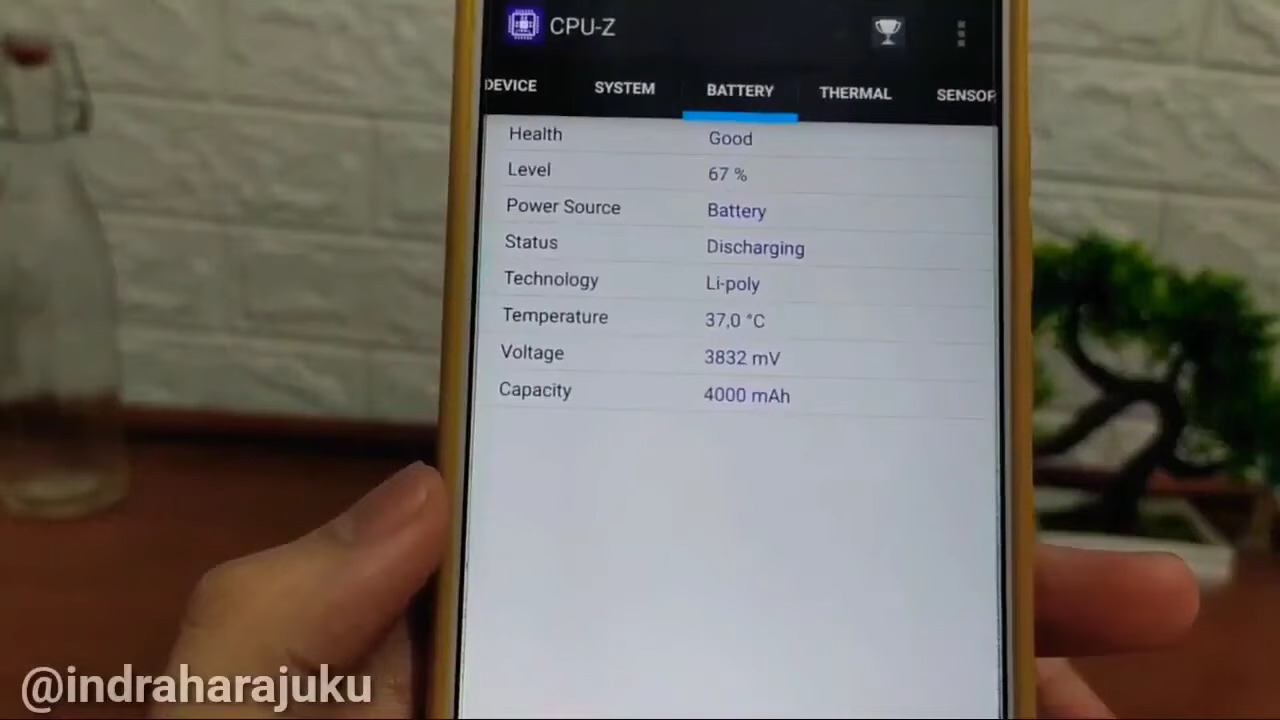 CPU-Z
DEVICE SYSTEM BATTERY THERMAL SENSOR
Health Good
Level 67 %
Power Source Battery
Status Discharging
Technology Li-poly
Temperature 37,0 °C
Voltage 3832 mV
Capacity 4000 mAh
@indraharajuku